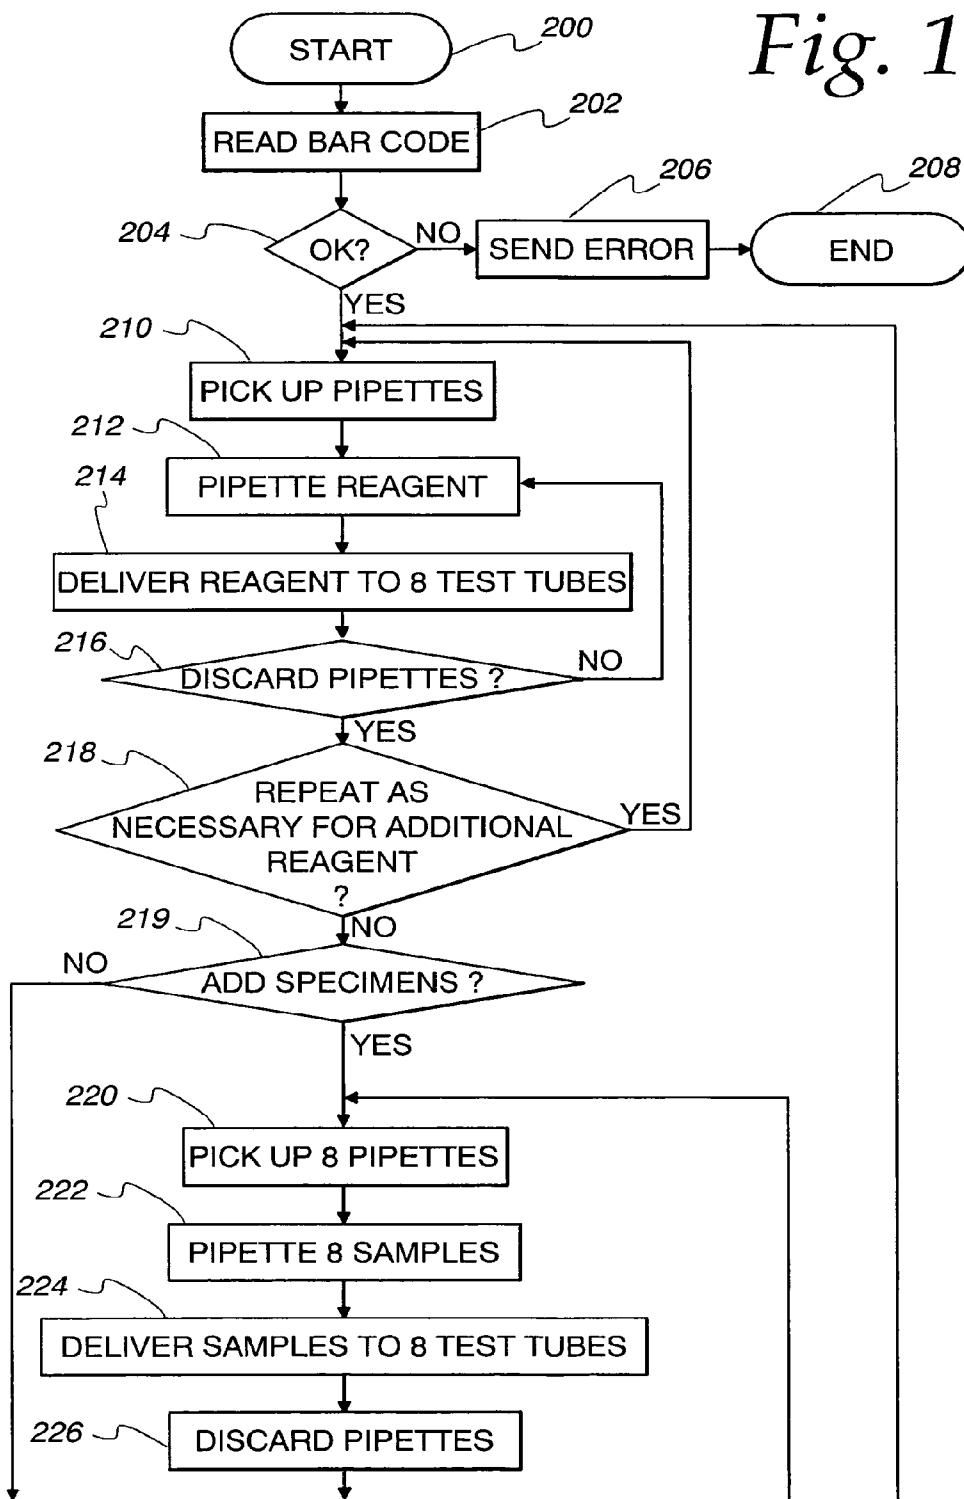 Fig. 1
START
200
READ BAR CODE
202
204
OK?
NO
SEND ERROR
206
END
208
YES
210
PICK UP PIPETTES
212
PIPETTE REAGENT
214
DELIVER REAGENT TO 8 TEST TUBES
216
DISCARD PIPETTES ?
NO
YES
218
REPEAT AS
NECESSARY FOR ADDITIONAL
REAGENT
?
YES
NO
219
NO
ADD SPECIMENS ?
YES
220
PICK UP 8 PIPETTES
222
PIPETTE 8 SAMPLES
224
DELIVER SAMPLES TO 8 TEST TUBES
226
DISCARD PIPETTES